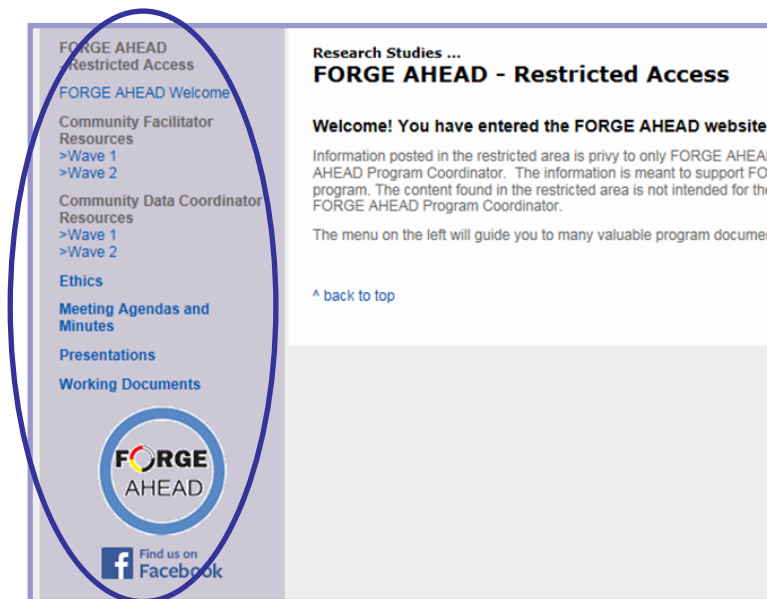 FORGE AHEAD
- Restricted Access
FORGE AHEAD Welcome
Community Facilitator
Resources
>Wave 1
>Wave 2
Community Data Coordinator
Resources
>Wave 1
>Wave 2
Ethics
Meeting Agendas and
Minutes
Presentations
Working Documents
FORGE
AHEAD
Find us on
Facebook
Research Studies ...
FORGE AHEAD - Restricted Access
Welcome! You have entered the FORGE AHEAD website
Information posted in the restricted area is privy to only FORGE AHEA
AHEAD Program Coordinator. The information is meant to support FO
program. The content found in the restricted area is not intended for the
FORGE AHEAD Program Coordinator.
The menu on the left will guide you to many valuable program docume
^ back to top